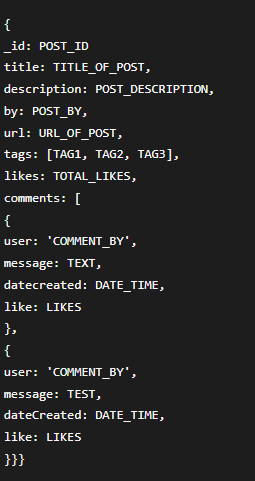 {
_id: POST_ID
title: TITLE_OF_POST,
description: POST_DESCRIPTION,
by: POST_BY,
url: URL_OF_POST,
tags: [TAG1, TAG2, TAG3],
likes: TOTAL_LIKES,
comments: [
{
user: 'COMMENT_BY',
message: TEXT,
datecreated: DATE_TIME,
like: LIKES
},
{
user: 'COMMENT_BY',
message: TEST,
dateCreated: DATE_TIME,
like: LIKES
}}}